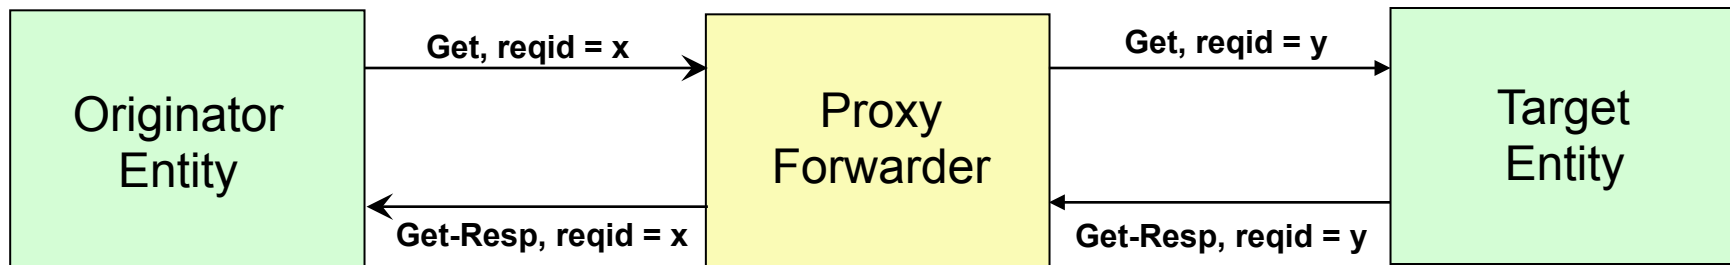 Originator
Entity
Get, reqid = x
Get-Resp, reqid = x
Proxy
Forwarder
Get, reqid = y
Get-Resp, reqid = y
Target
Entity